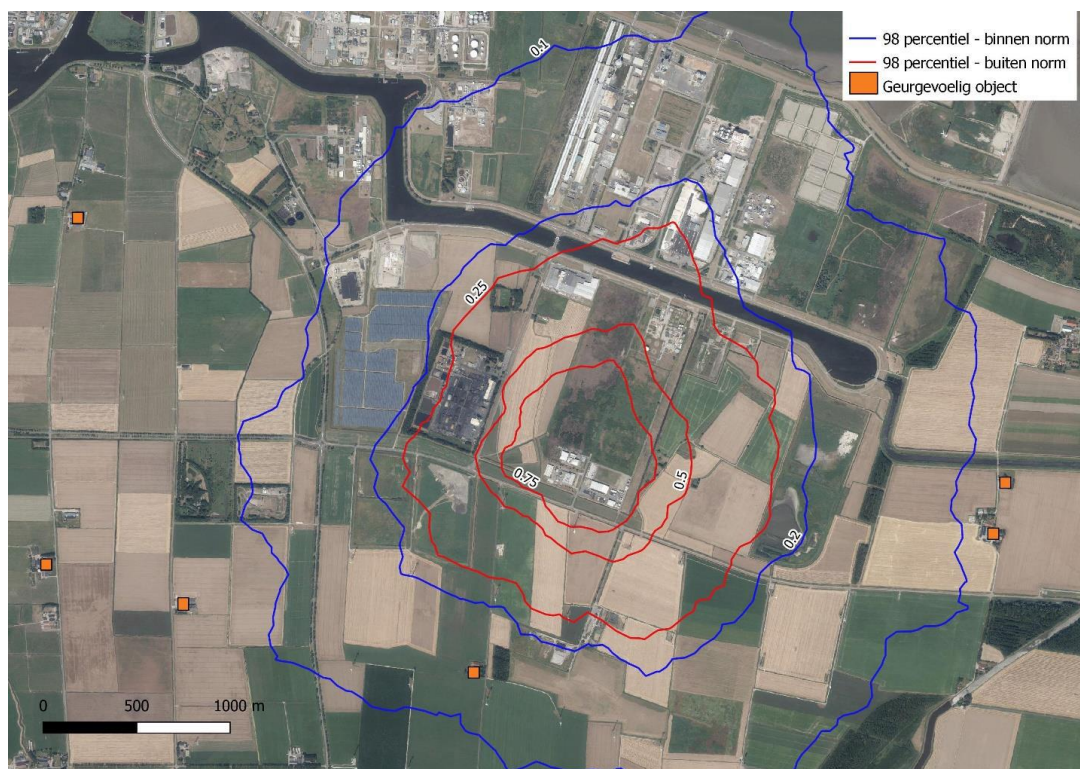 98 percentiel - binnen norm
98 percentiel - buiten norm
Geurgevoelig object
0.1
0.25
0.75
0.5
0.2
0
500
1000 m